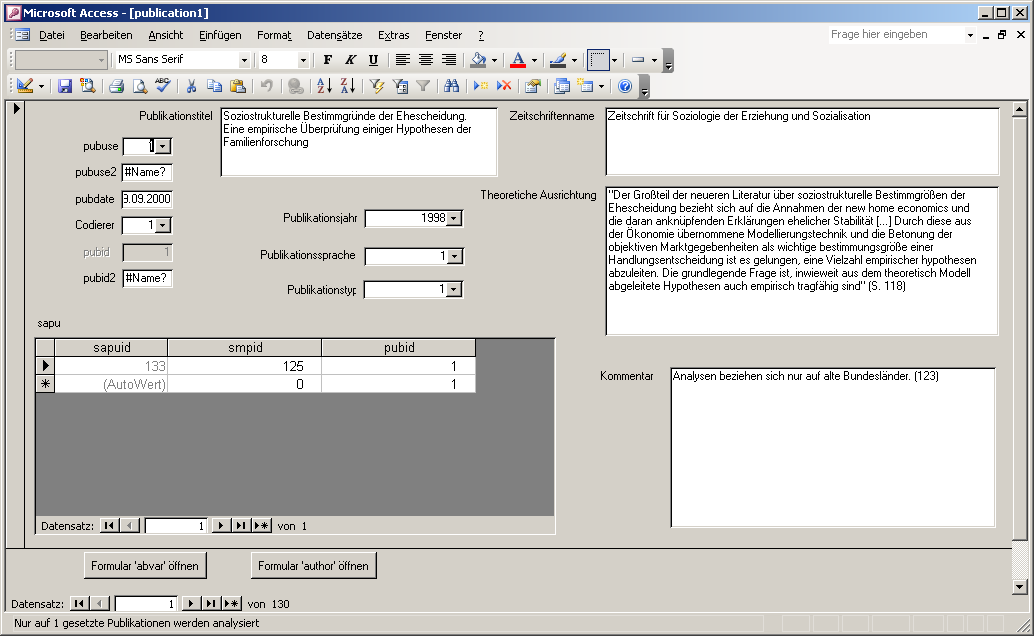 Microsoft Access - [publication1]
Datei Bearbeiten Ansicht Einfügen Format Datensätze Extras Fenster ? Frage hier eingeben
MS Sans Serif 8 F K U
Publikationstitel
Soziostrukturelle Bestimmgründe der Ehescheidung.
Eine empirische Überprüfung einiger Hypothesen der
Familienforschung
Zeitschriftenname
Zeitschrift für Soziologie der Erziehung und Sozialisation
pubuse 1
pubuse2 #Name?
pubdate 9.09.2000
Codierer 1
pubid 1
pubid2 #Name?
Publikationsjahr 1998
Publikationssprache 1
Publikationstyp 1
Theoretiche Ausrichtung
"Der Großteil der neueren Literatur über soziostrukturelle Bestimmgrößen der
Ehescheidung bezieht sich auf die Annahmen der new home economics und
die daran anknüpfenden Erklärungen ehelicher Stabilität [...] Durch diese aus
der Ökonomie übernommene Modellierungstechnik und die Betonung der
objektiven Marktgegebenheiten als wichtige bestimmungsgröße einer
Handlungsentscheidung ist es gelungen, eine Vielzahl empirischer hypothesen
abzuleiten. Die grundlegende Frage ist, inwieweit aus dem theoretisch Modell
abgeleitete Hypothesen auch empirisch tragfähig sind" (S. 118)
sapu
sapuid smpid pubid
133 125 1
(AutoWert) 0 1
Datensatz: 1 von 1
Kommentar
Analysen beziehen sich nur auf alte Bundesländer. (123)
Formular 'abvar' öffnen Formular 'author' öffnen
Datensatz: 1 von 130
Nur auf 1 gesetzte Publikationen werden analysiert